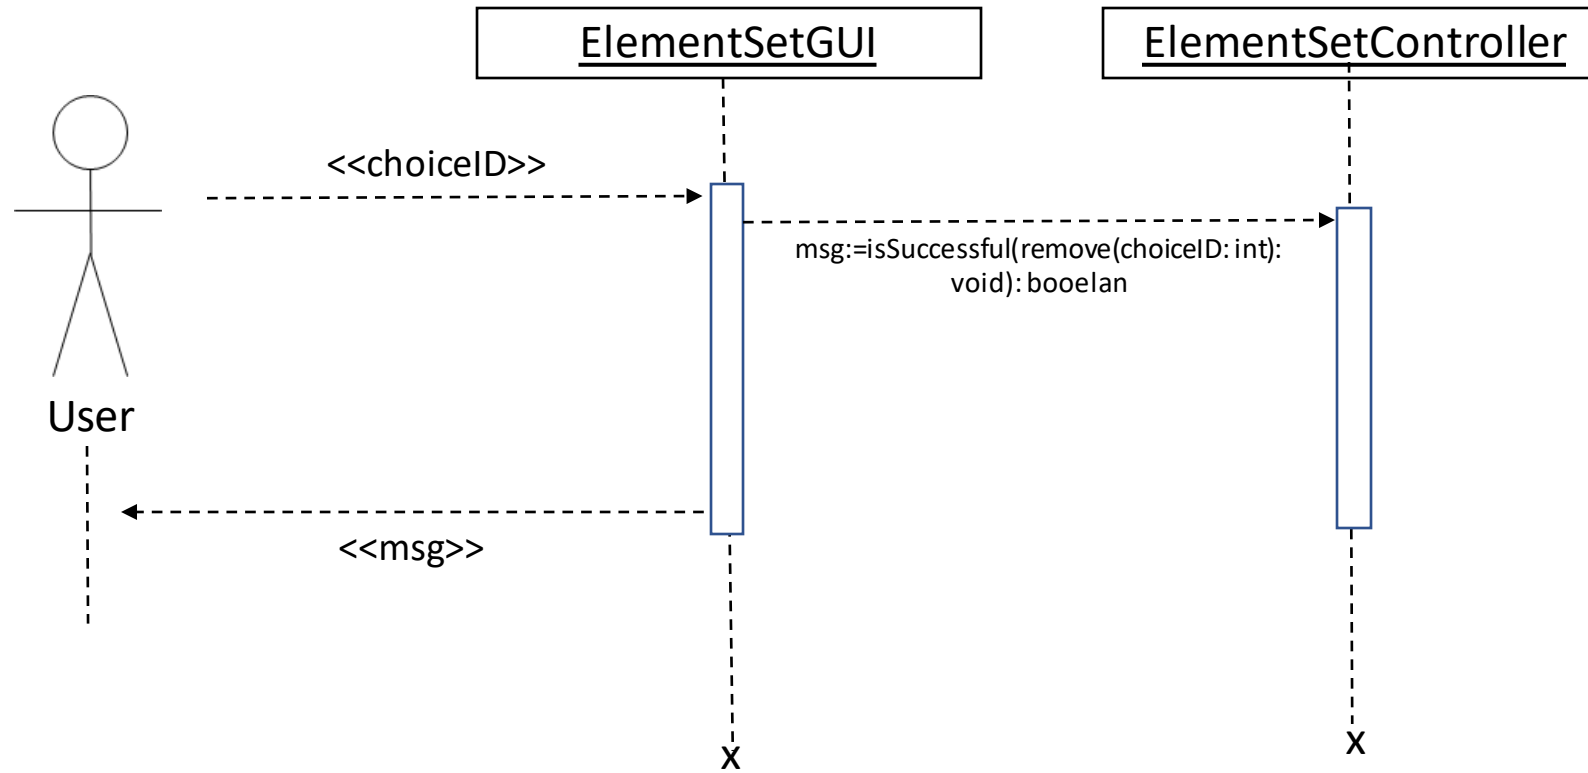 ElementSetGUI
ElementSetController
<<choiceID>>
msg:=isSuccessful(remove(choiceID: int):
void): booelan
User
<<msg>>
x
x